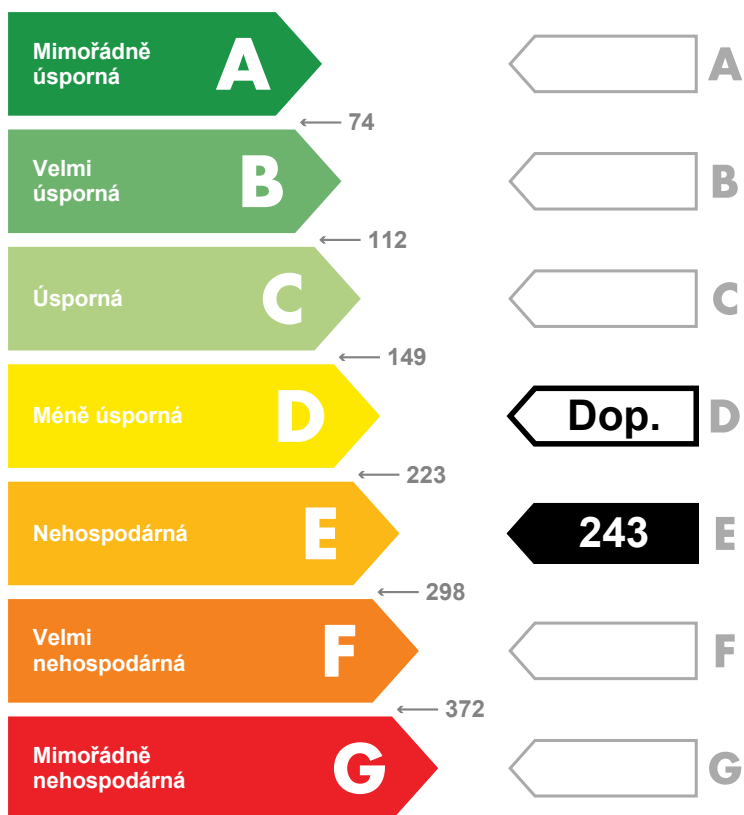 Mimořádně
úsporná
A
A
← 74
Velmi
úsporná
B
B
← 112
Úsporná
C
C
← 149
Méně úsporná
D
Dop.
D
← 223
Nehospodárná
E
243
E
← 298
Velmi
nehospodárná
F
F
← 372
Mimořádně
nehospodárná
G
G